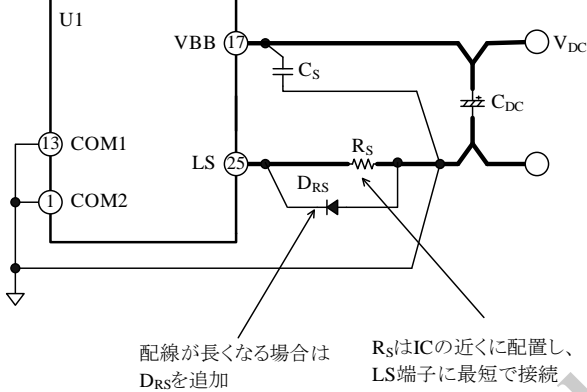 U1
VBB
17
VDC
CS
CDC
13
COM1
LS
25
RS
1
COM2
DRS
配線が長くなる場合は
DRSを追加
RSはICの近くに配置し、
LS端子に最短で接続